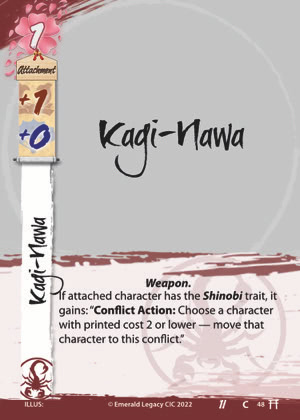 1
Attachment
+1
+0
Kagi-Nawa
Kagi-Nawa
Weapon.
If attached character has the Shinobi trait, it
gains: “Conflict Action: Choose a character
with printed cost 2 or lower — move that
character to this conflict.”
ILLUS:
© Emerald Legacy CIC 2022
C
48